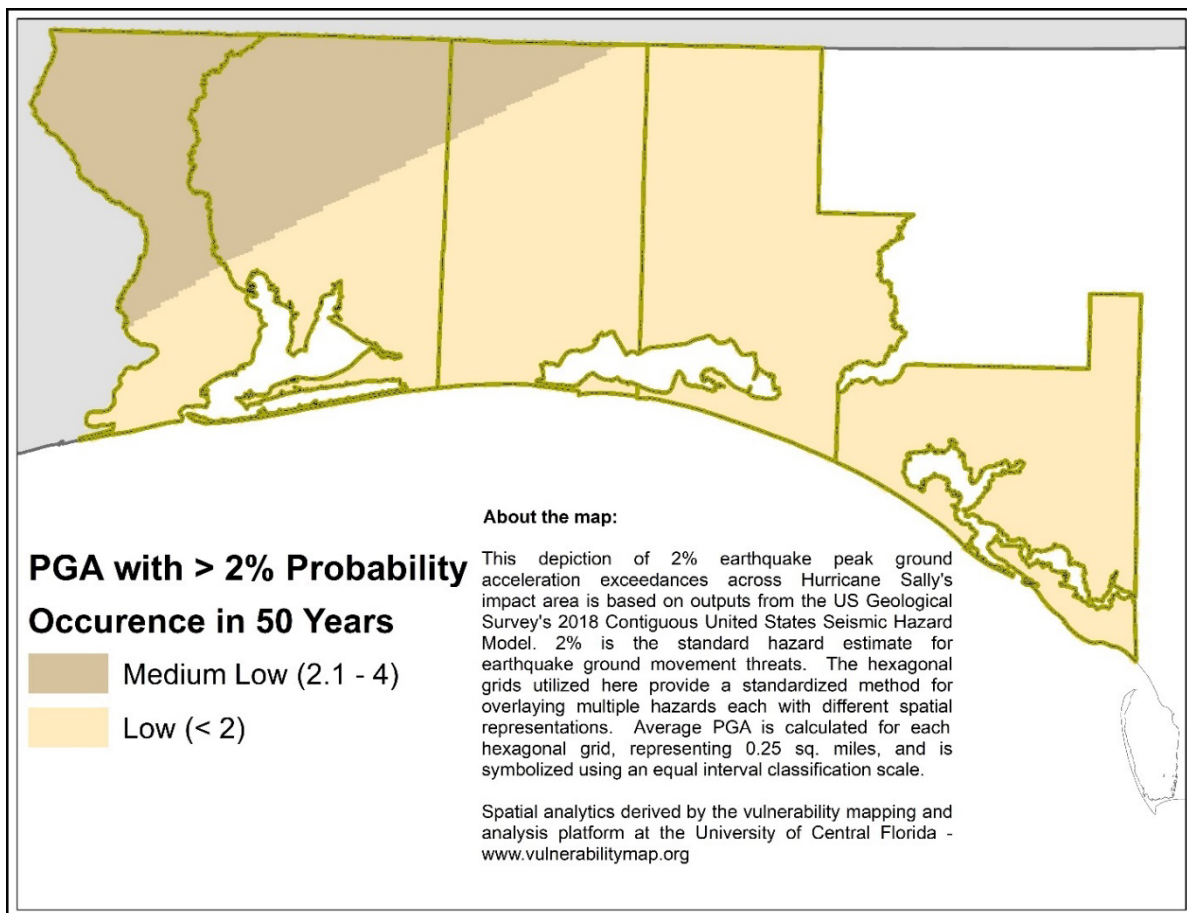 About the map:
PGA with > 2% Probability
Occurence in 50 Years
Medium Low (2.1 - 4)
Low (< 2)
This depiction of 2% earthquake peak ground
acceleration exceedances across Hurricane Sally's
impact area is based on outputs from the US Geological
Survey's 2018 Contiguous United States Seismic Hazard
Model. 2% is the standard hazard estimate for
earthquake ground movement threats. The hexagonal
grids utilized here provide a standardized method for
overlaying multiple hazards each with different spatial
representations. Average PGA is calculated for each
hexagonal grid, representing 0.25 sq. miles, and is
symbolized using an equal interval classification scale.
Spatial analytics derived by the vulnerability mapping and
analysis platform at the University of Central Florida -
www.vulnerabilitymap.org